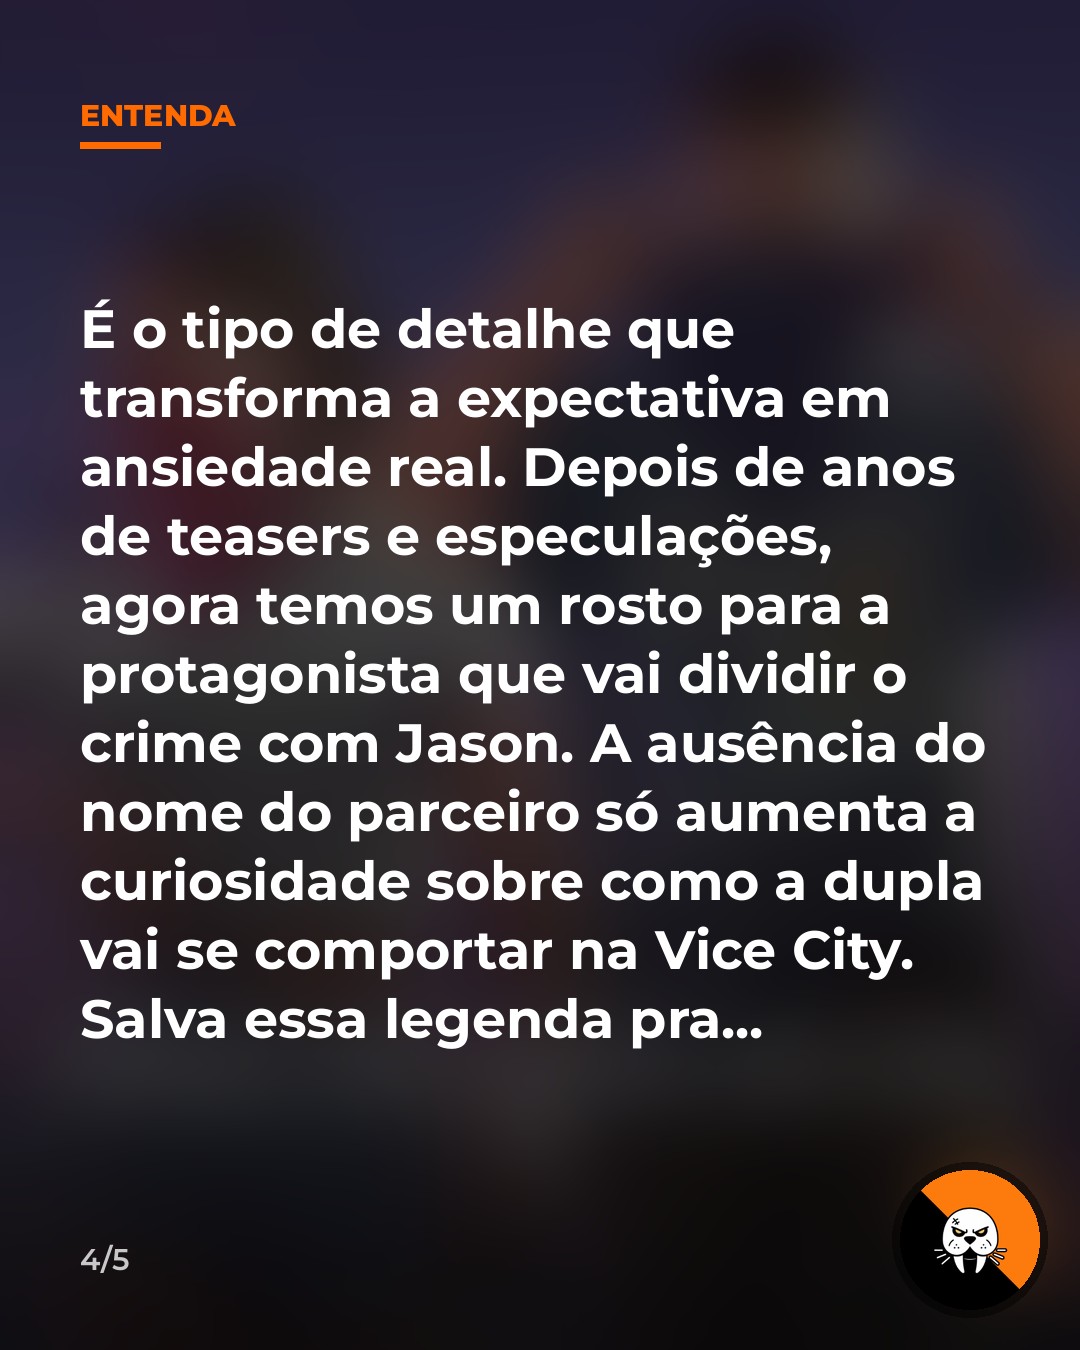 ENTENDA
É o tipo de detalhe que
transforma a expectativa em
ansiedade real. Depois de anos
de teasers e especulações,
agora temos um rosto para a
protagonista que vai dividir o
crime com Jason. A ausência do
nome do parceiro só aumenta a
curiosidade sobre como a dupla
vai se comportar na Vice City.
Salva essa legenda pra...
4/5